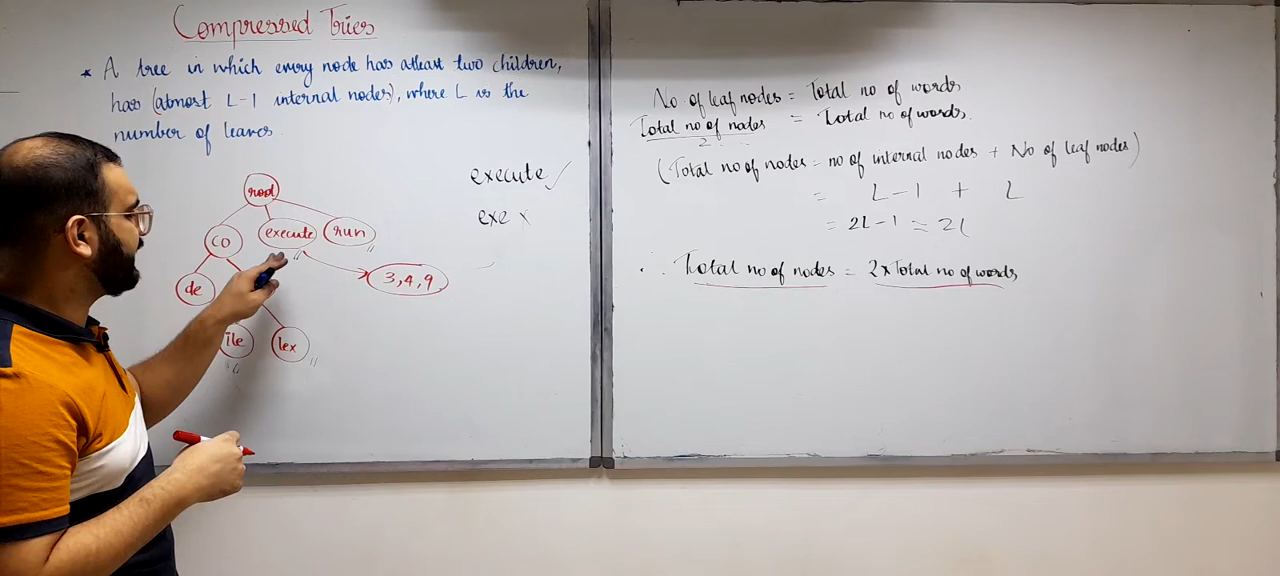 Compressed Tries
* A tree in which every node has atleast two children,
has (atmost L-1 internal nodes), where L is the
number of leaves.
root
co
execute
run
de
3,4,9
ile
lex
execute ✓
exe x
No. of leaf nodes = Total no of words
Total no of nodes = Total no of words.
2
(Total no of nodes = no of internal nodes + No of leaf nodes)
= L-1 + L
= 2L-1 = 2L
∴ Total no of nodes = 2 x Total no of words